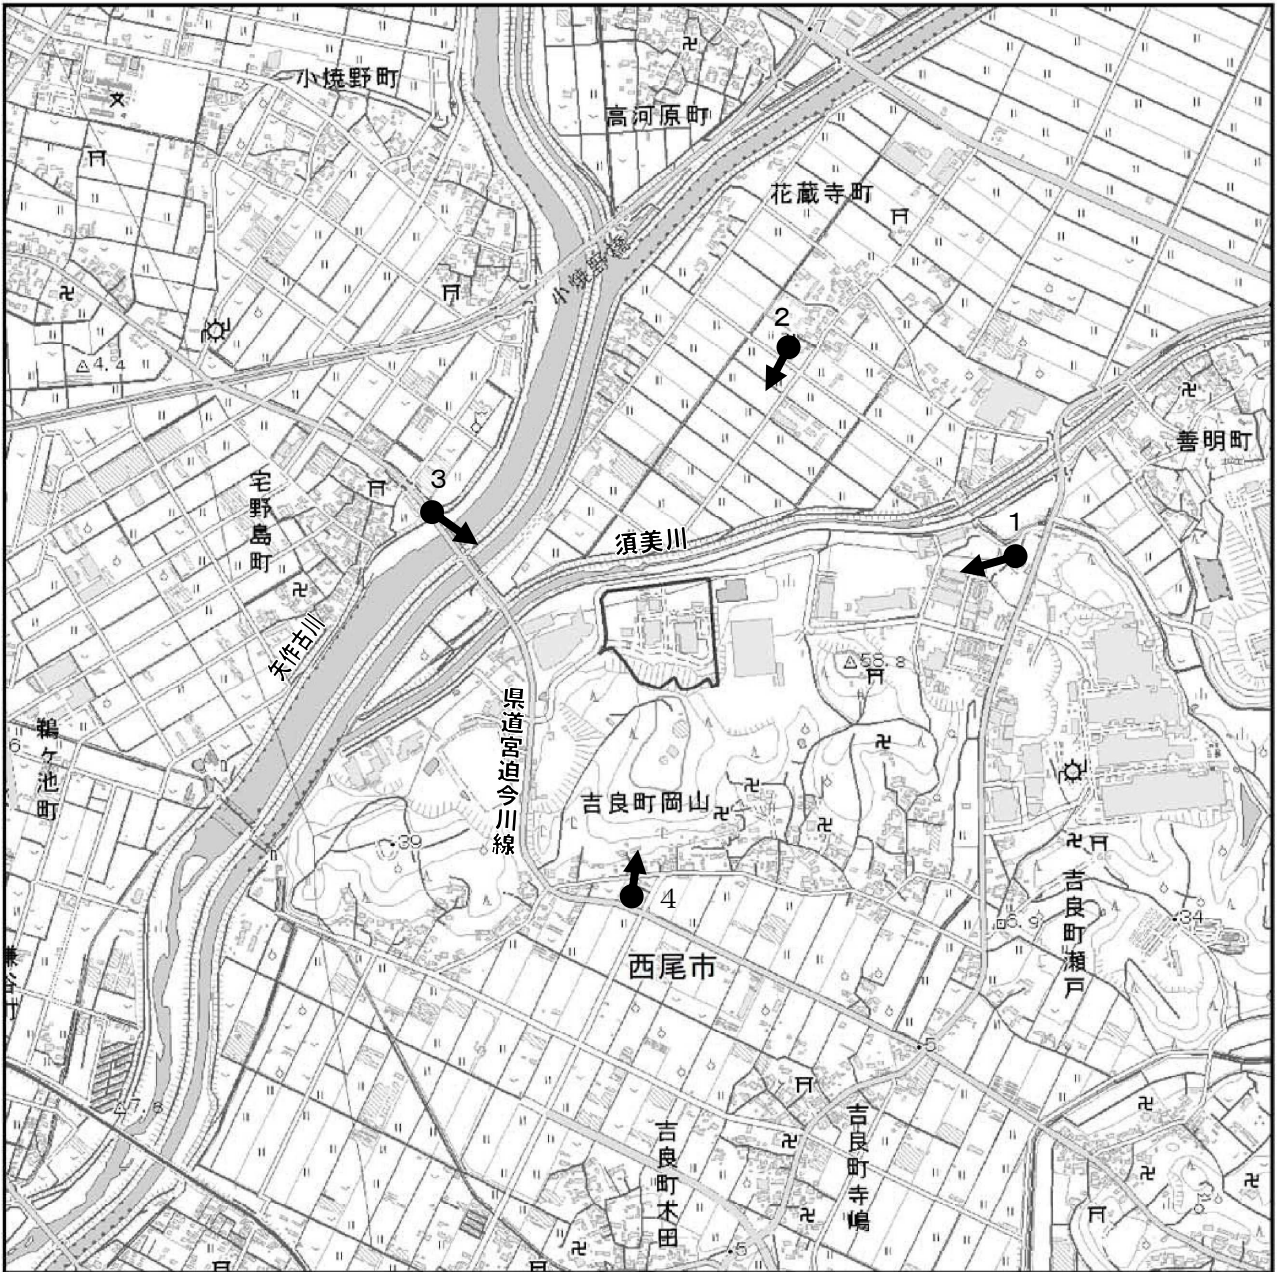 小焼野町
高河原町
花蔵寺町
小焼野橋
2
4.4
善明町
3
宅野島町
1
須美川
矢作古川
58.8
県道宮迫今川線
鵜ヶ池町
6
吉良町岡山
39
4
6.9
吉良町瀬戸
34
西尾市
5
7.8
吉良町寺嶋
吉良町木田
5